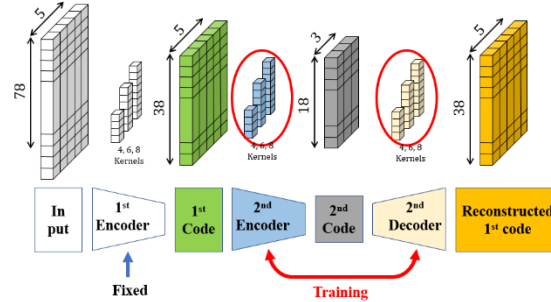 5
78
4, 6, 8
Kernels
5
38
4, 6, 8
Kernels
3
18
4, 6, 8
Kernels
5
38
In
put
1st
Encoder
1st
Code
2nd
Encoder
2nd
Code
2nd
Decoder
Reconstructed
1st code
Fixed
Training